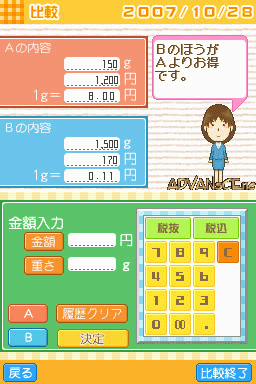 比較
2007/10/28
Aの内容
150 g
1,200 円
1g= 8.00 円
Bのほうが
Aよりお得
です。
Bの内容
1,500 g
170 円
1g= 0.11 円
金額入力
金額 円
重さ g
A 履歴クリア
B 決定
税抜 税込
7 8 9 C
4 5 6
1 2 3
0 00 .
戻る
比較終了